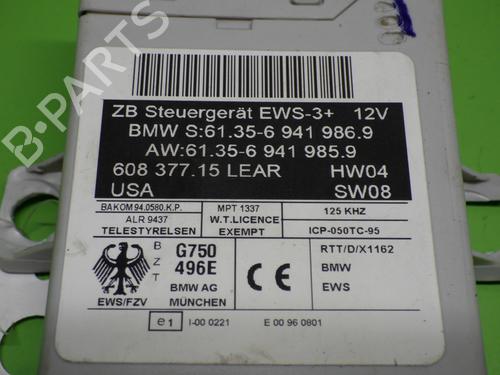 B-PARTS
ZB Steuergerät EWS-3+ 12V
BMW S:61.35-6 941 986.9
AW:61.35-6 941 985.9
608 377.15 LEAR HW04
USA SW08
BAKOM 94.0580.K.P. MPT 1337 125 KHZ
ALR 9437 W.T.LICENCE
TELESTYRELSEN EXEMPT ICP-050TC-95
B Z T G750 RTT/D/X1162
496E CE BMW
BMW AG EWS
EWS/FZV MÜNCHEN
e1 I-00 0221 E 00 96 0801